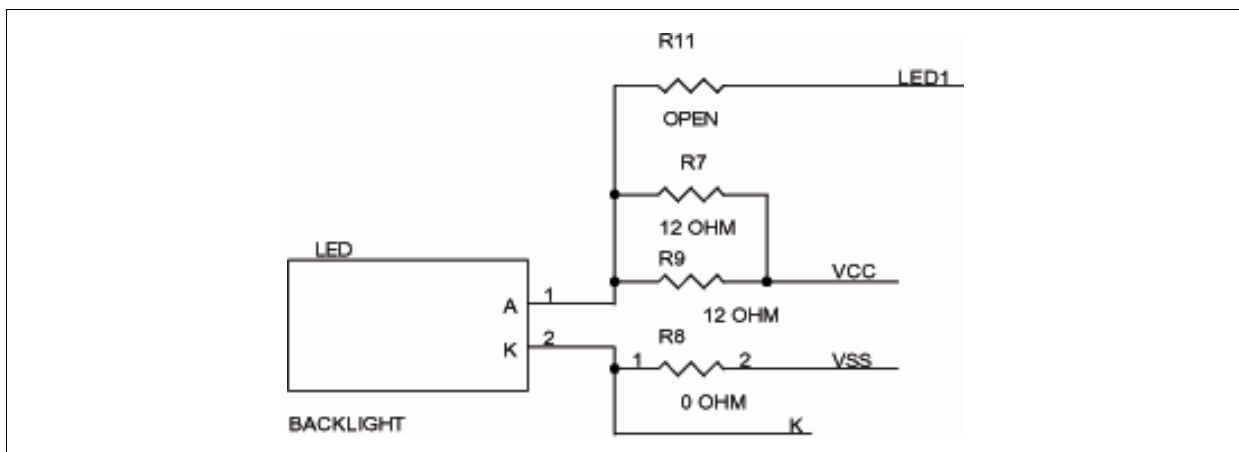 R11
LED1
OPEN
R7
12 OHM
LED
R9
VCC
A
1
12 OHM
K
2
R8
1
2
VSS
0 OHM
BACKLIGHT
K